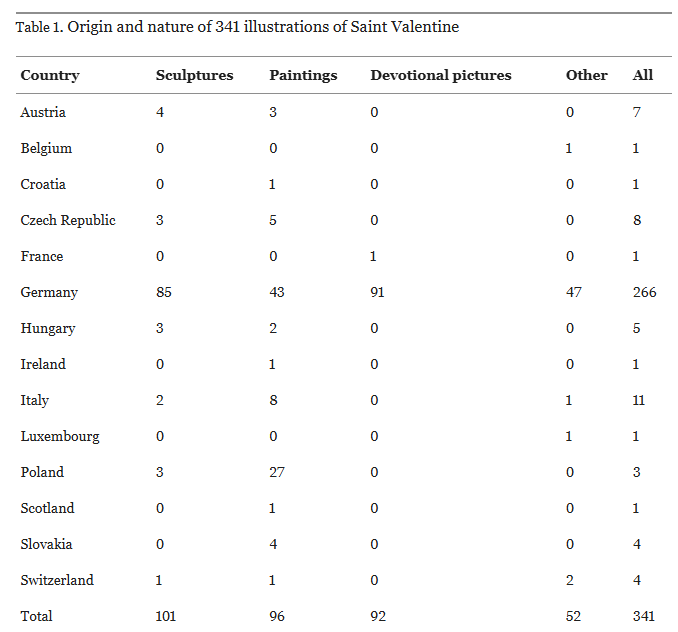 Table 1. Origin and nature of 341 illustrations of Saint Valentine
Country Sculptures Paintings Devotional pictures Other All
Austria 4 3 0 0 7
Belgium 0 0 0 1 1
Croatia 0 1 0 0 1
Czech Republic 3 5 0 0 8
France 0 0 1 0 1
Germany 85 43 91 47 266
Hungary 3 2 0 0 5
Ireland 0 1 0 0 1
Italy 2 8 0 1 11
Luxembourg 0 0 0 1 1
Poland 3 27 0 0 3
Scotland 0 1 0 0 1
Slovakia 0 4 0 0 4
Switzerland 1 1 0 2 4
Total 101 96 92 52 341